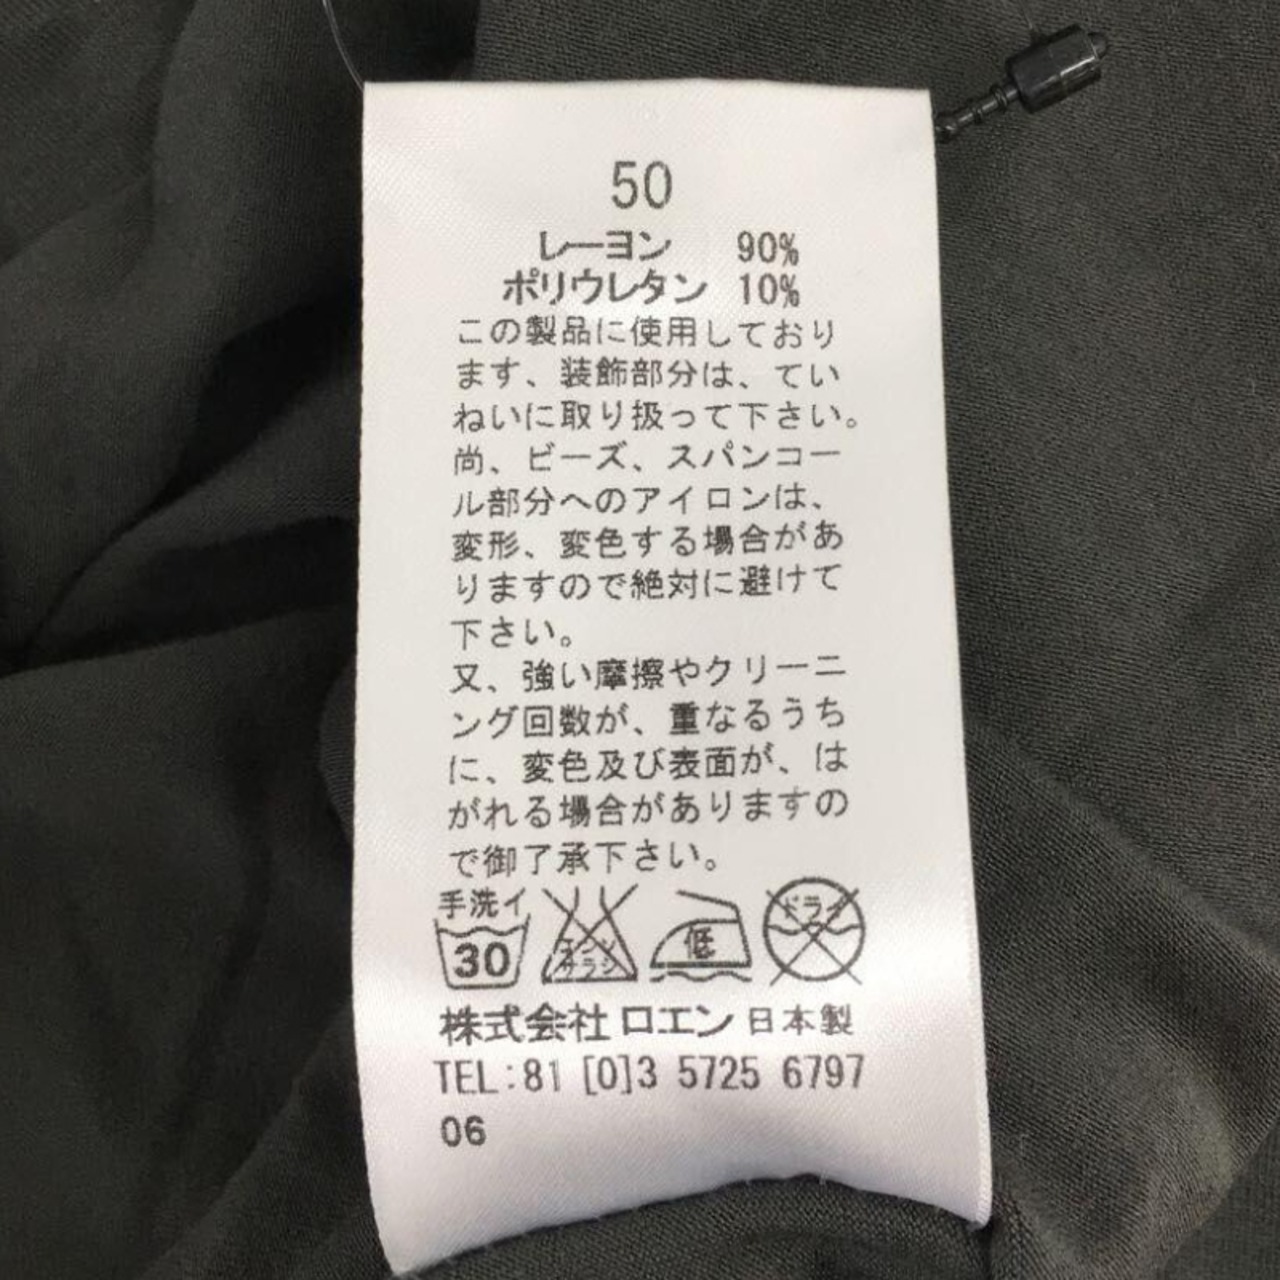 50
レーヨン 90%
ポリウレタン 10%
この製品に使用しており
ます、装飾部分は、てい
ねいに取り扱って下さい。
尚、ビーズ、スパンコー
ル部分へのアイロンは、
変形、変色する場合があ
りますので絶対に避けて
下さい。
又、強い摩擦やクリーニ
ング回数が、重なるうち
に、変色及び表面が、は
がれる場合がありますの
で御了承下さい。
手洗イ
30 エンソサラシ 低 ドライ
株式会社 ロエン 日本製
TEL:81 [0]3 5725 6797
06